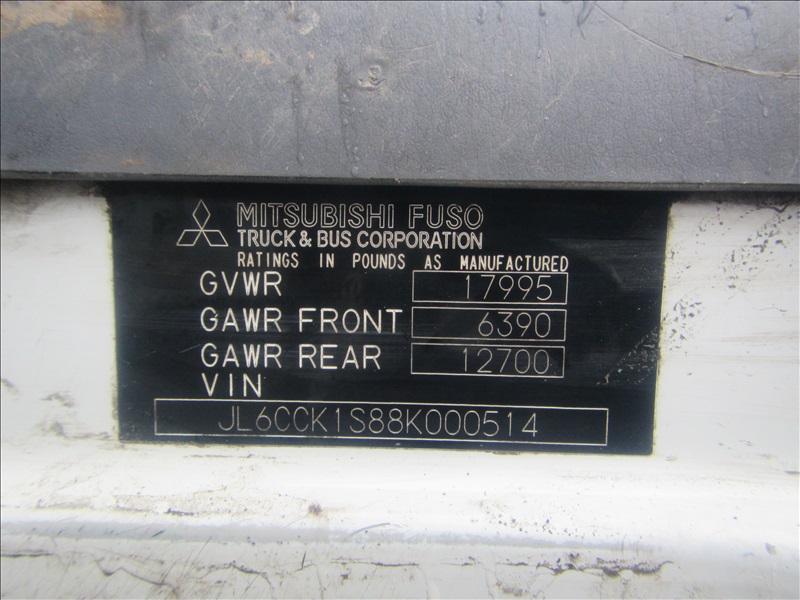 MITSUBISHI FUSO
TRUCK & BUS CORPORATION
RATINGS IN POUNDS AS MANUFACTURED
GVWR 17995
GAWR FRONT 6390
GAWR REAR 12700
VIN
JL6CCK1S88K000514